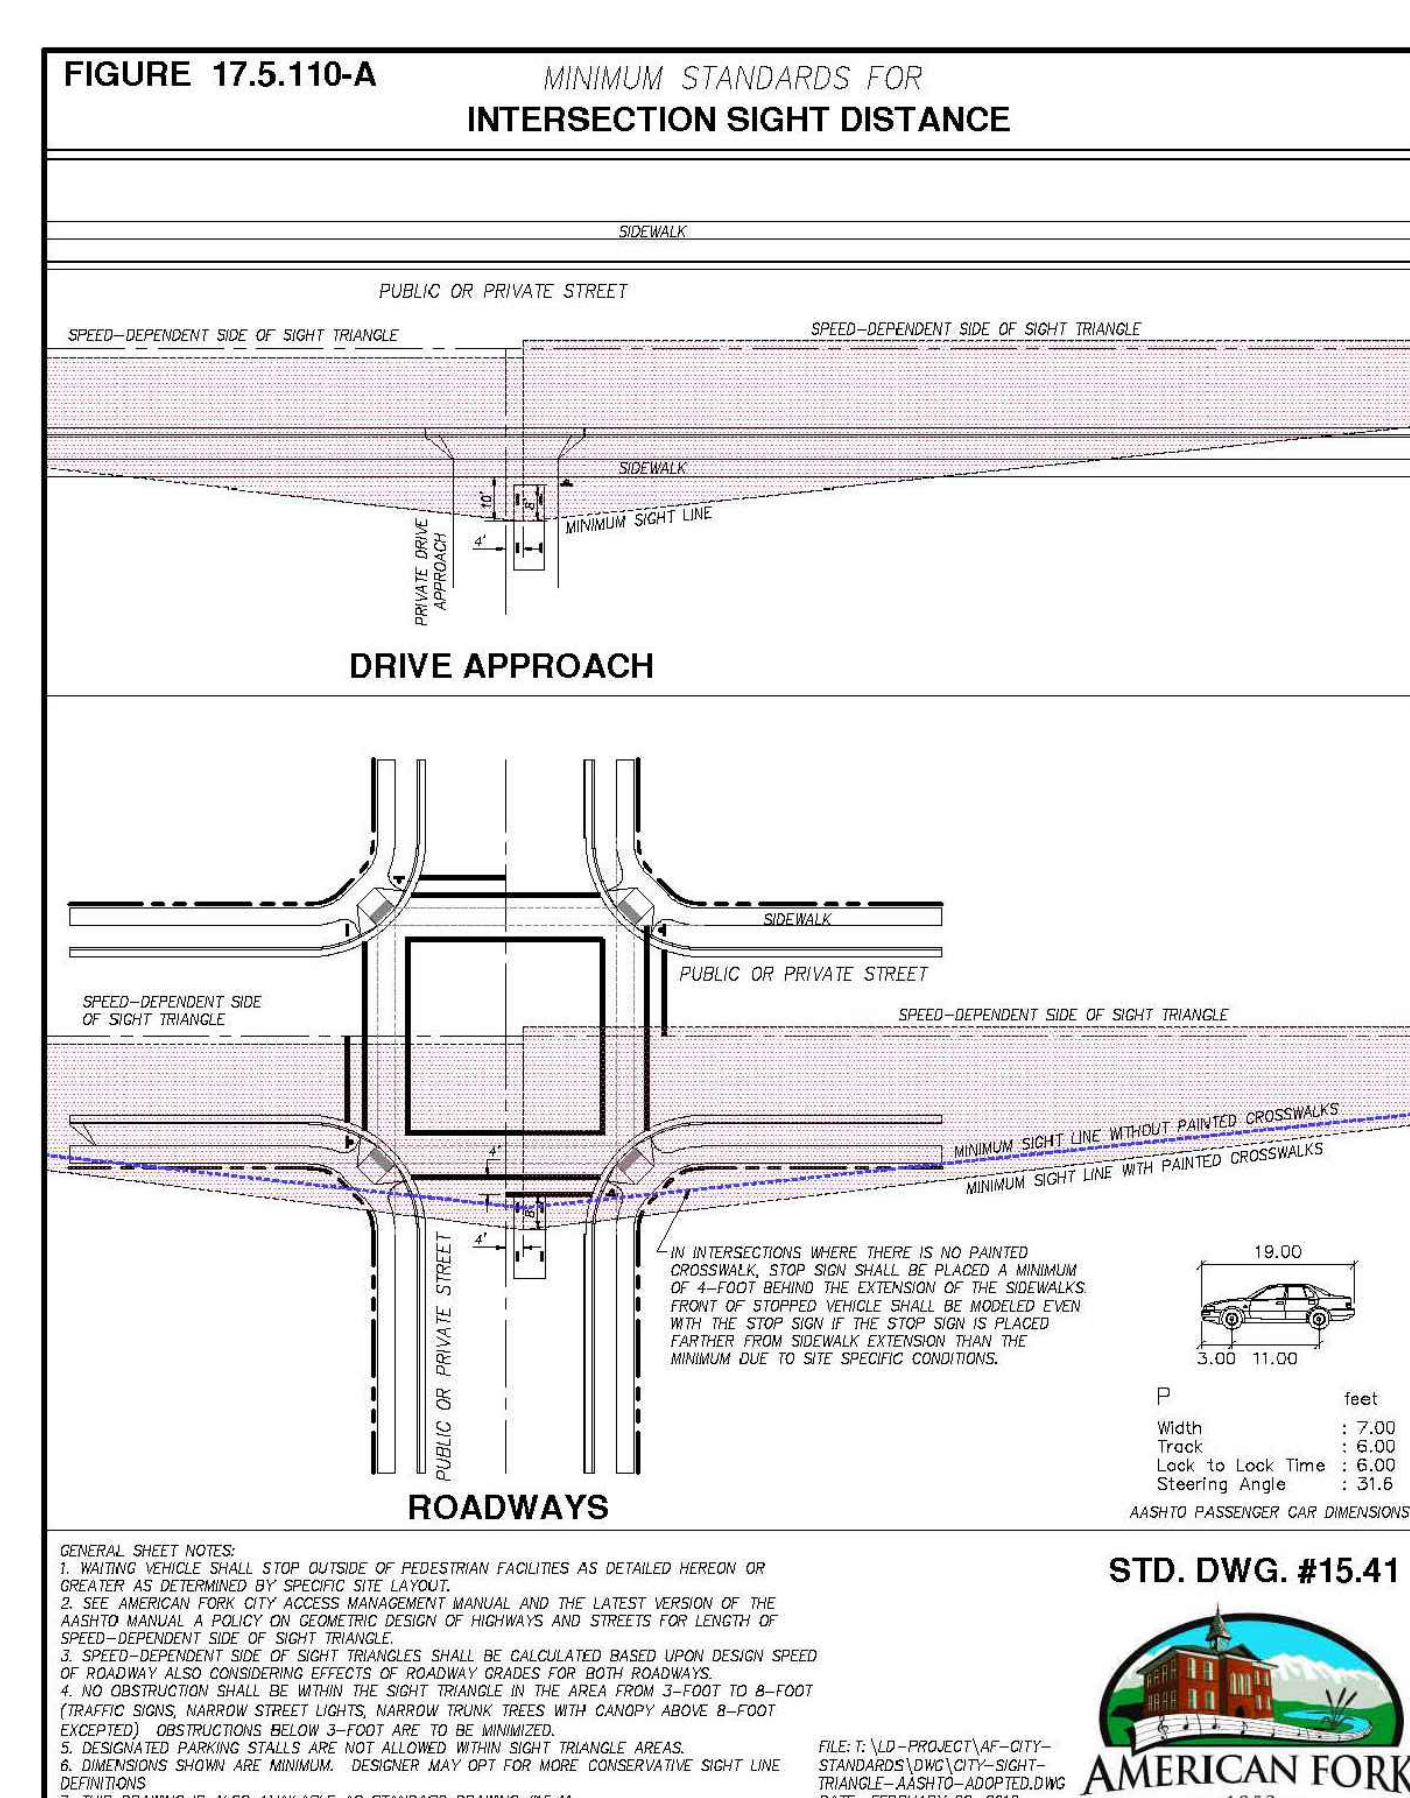 FIGURE 17.5.110-A
MINIMUM STANDARDS FOR
INTERSECTION SIGHT DISTANCE
SIDEWALK
PUBLIC OR PRIVATE STREET
SPEED-DEPENDENT SIDE OF SIGHT TRIANGLE
SPEED-DEPENDENT SIDE OF SIGHT TRIANGLE
SIDEWALK
10'
8'
MINIMUM SIGHT LINE
4'
PRIVATE DRIVE
APPROACH
DRIVE APPROACH
SIDEWALK
PUBLIC OR PRIVATE STREET
SPEED-DEPENDENT SIDE
OF SIGHT TRIANGLE
SPEED-DEPENDENT SIDE OF SIGHT TRIANGLE
MINIMUM SIGHT LINE WITHOUT PAINTED CROSSWALKS
MINIMUM SIGHT LINE WITH PAINTED CROSSWALKS
4'
8'
4'
PUBLIC OR PRIVATE STREET
IN INTERSECTIONS WHERE THERE IS NO PAINTED
CROSSWALK, STOP SIGN SHALL BE PLACED A MINIMUM
OF 4-FOOT BEHIND THE EXTENSION OF THE SIDEWALKS.
FRONT OF STOPPED VEHICLE SHALL BE MODELED EVEN
WITH THE STOP SIGN IF THE STOP SIGN IS PLACED
FARTHER FROM SIDEWALK EXTENSION THAN THE
MINIMUM DUE TO SITE SPECIFIC CONDITIONS.
19.00
3.00 11.00
P feet
Width : 7.00
Track : 6.00
Lock to Lock Time : 6.00
Steering Angle : 31.6
AASHTO PASSENGER CAR DIMENSIONS
ROADWAYS
GENERAL SHEET NOTES:
1. WAITING VEHICLE SHALL STOP OUTSIDE OF PEDESTRIAN FACILITIES AS DETAILED HEREON OR
GREATER AS DETERMINED BY SPECIFIC SITE LAYOUT.
2. SEE AMERICAN FORK CITY ACCESS MANAGEMENT MANUAL AND THE LATEST VERSION OF THE
AASHTO MANUAL A POLICY ON GEOMETRIC DESIGN OF HIGHWAYS AND STREETS FOR LENGTH OF
SPEED-DEPENDENT SIDE OF SIGHT TRIANGLE.
3. SPEED-DEPENDENT SIDE OF SIGHT TRIANGLES SHALL BE CALCULATED BASED UPON DESIGN SPEED
OF ROADWAY ALSO CONSIDERING EFFECTS OF ROADWAY GRADES FOR BOTH ROADWAYS.
4. NO OBSTRUCTION SHALL BE WITHIN THE SIGHT TRIANGLE IN THE AREA FROM 3-FOOT TO 8-FOOT
(TRAFFIC SIGNS, NARROW STREET LIGHTS, NARROW TRUNK TREES WITH CANOPY ABOVE 8-FOOT
EXCEPTED) OBSTRUCTIONS BELOW 3-FOOT ARE TO BE MINIMIZED.
5. DESIGNATED PARKING STALLS ARE NOT ALLOWED WITHIN SIGHT TRIANGLE AREAS.
6. DIMENSIONS SHOWN ARE MINIMUM. DESIGNER MAY OPT FOR MORE CONSERVATIVE SIGHT LINE
DEFINITIONS
STD. DWG. #15.41
FILE: T:\LD-PROJECT\AF-CITY-
STANDARDS\DWG\CITY-SIGHT-
TRIANGLE-AASHTO-ADOPTED.DWG
AMERICAN FORK